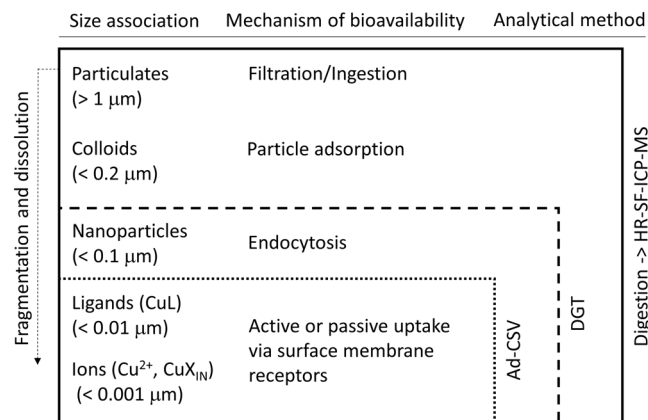 Size association Mechanism of bioavailability Analytical method
Particulates Filtration/Ingestion
(> 1 μm)
Colloids Particle adsorption
(< 0.2 μm)
Nanoparticles Endocytosis
(< 0.1 μm)
Ligands (CuL)
(< 0.01 μm)
Active or passive uptake
via surface membrane
receptors
Ions (Cu²⁺, CuX_IN)
(< 0.001 μm)
Fragmentation and dissolution
Ad-CSV
DGT
Digestion -> HR-SF-ICP-MS